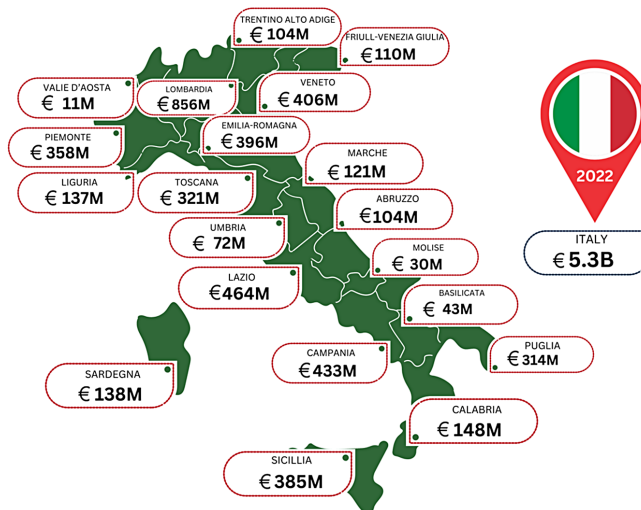 TRENTINO ALTO ADIGE
€ 104M
FRIULL-VENEZIA GIULIA
€ 110M
VALIE D'AOSTA
€ 11M
LOMBARDIA
€ 856M
VENETO
€ 406M
PIEMONTE
€ 358M
EMILIA-ROMAGNA
€ 396M
MARCHE
€ 121M
LIGURIA
€ 137M
TOSCANA
€ 321M
ABRUZZO
€ 104M
UMBRIA
€ 72M
MOLISE
€ 30M
LAZIO
€ 464M
BASILICATA
€ 43M
CAMPANIA
€ 433M
PUGLIA
€ 314M
SARDEGNA
€ 138M
CALABRIA
€ 148M
SICILLIA
€ 385M
2022
ITALY
€ 5.3B